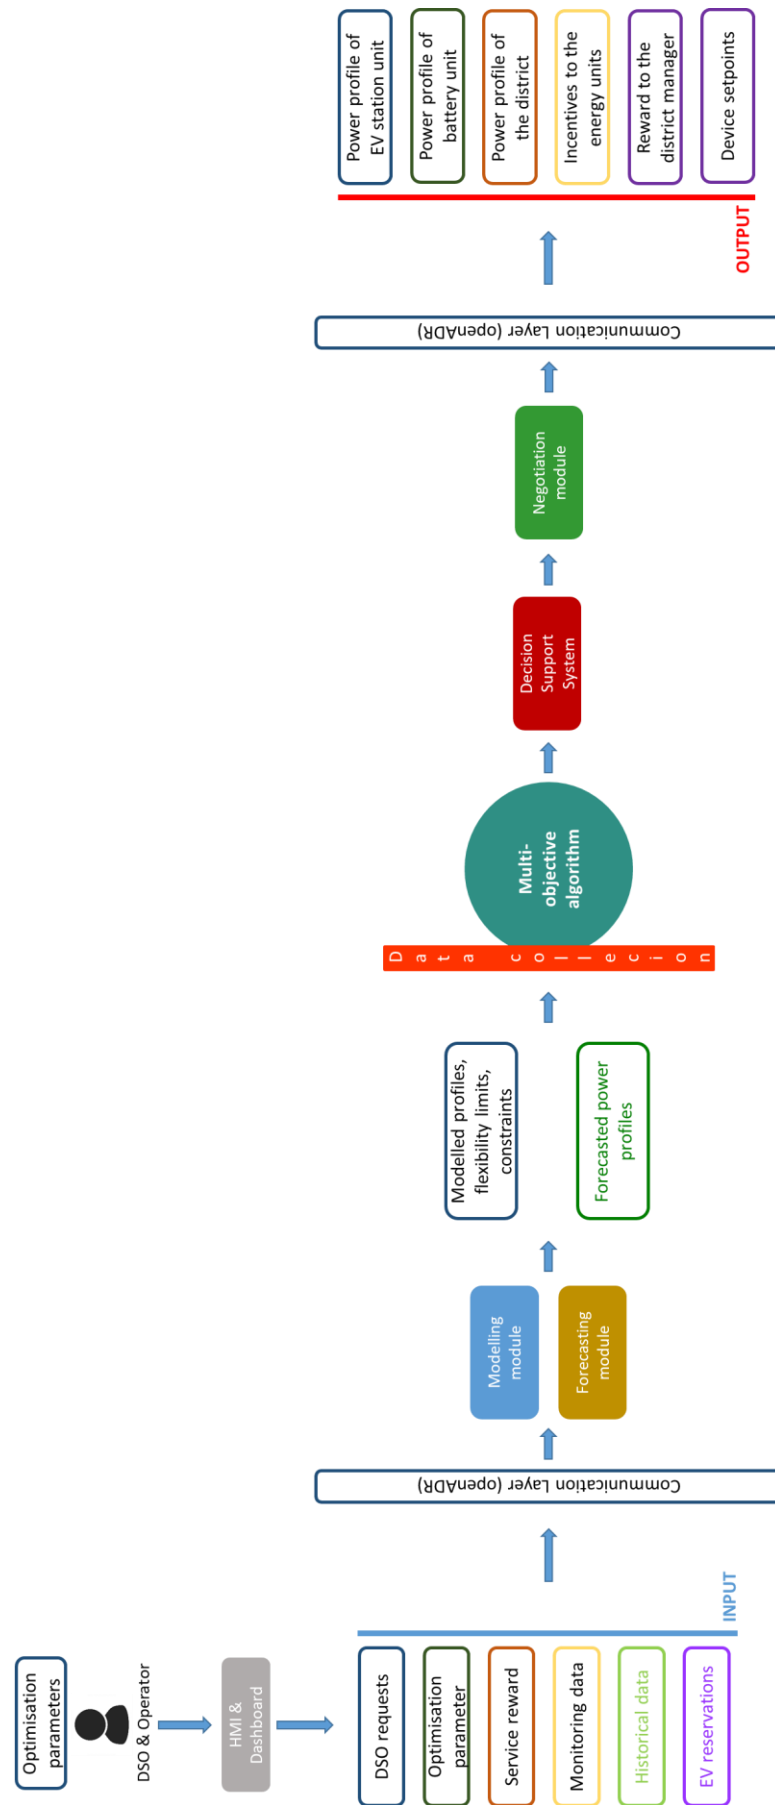 Optimisation
parameters
DSO & Operator
HMI &
Dashboard
DSO requests
Optimisation
parameter
Service reward
Monitoring data
Historical data
EV reservations
INPUT
Communication Layer (openADR)
Modelling
module
Forecasting
module
Modelled profiles,
flexibility limits,
constraints
Forecasted power
profiles
Data collecion
Multi-
objective
algorithm
Decision
Support
System
Negotiation
module
Communication Layer (openADR)
OUTPUT
Power profile of
EV station unit
Power profile of
battery unit
Power profile of
the district
Incentives to the
energy units
Reward to the
district manager
Device setpoints